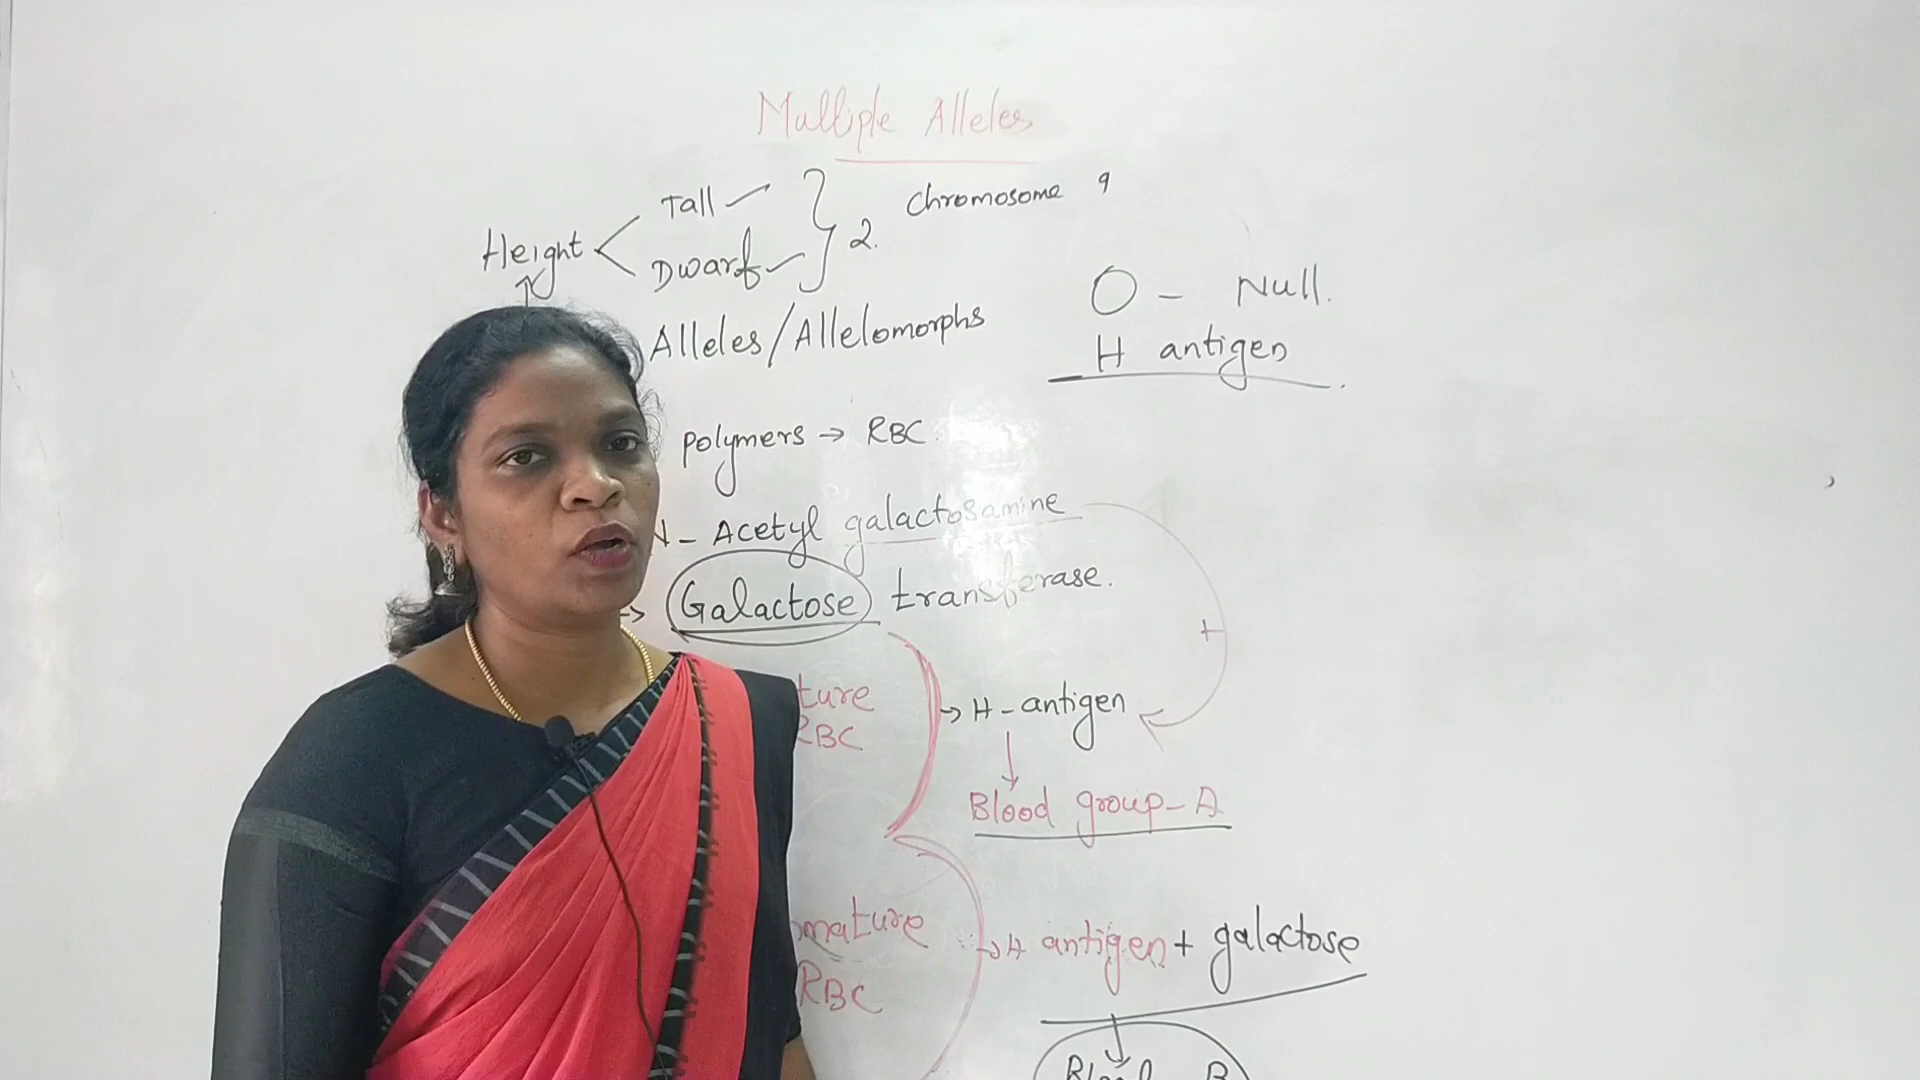 Multiple Alleles
Tall
Height
Dwarf
2.
Chromosome 9
Alleles/Allelomorphs
O - Null.
H antigen
Polymers → RBC.
- Acetyl galactosamine
→ Galactose transferase.
+
ture
RBC
→ H-antigen
Blood group-A
mature
RBC
→ H antigen + galactose
B